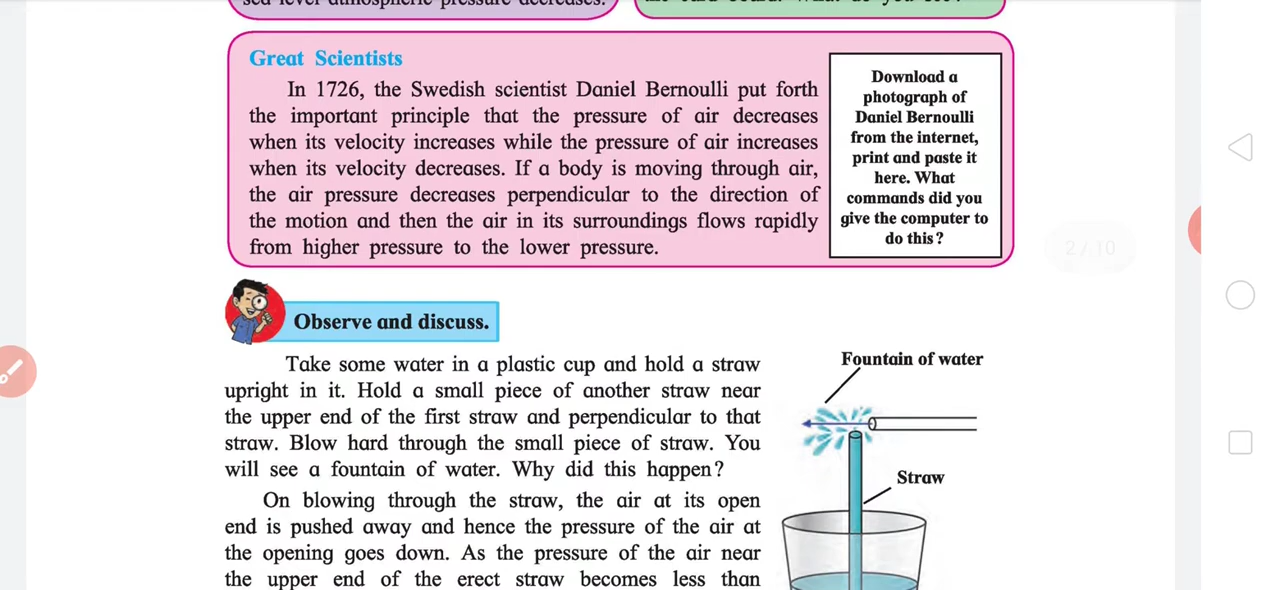 sea level atmospheric pressure decreases.
Great Scientists
In 1726, the Swedish scientist Daniel Bernoulli put forth
the important principle that the pressure of air decreases
when its velocity increases while the pressure of air increases
when its velocity decreases. If a body is moving through air,
the air pressure decreases perpendicular to the direction of
the motion and then the air in its surroundings flows rapidly
from higher pressure to the lower pressure.
Download a
photograph of
Daniel Bernoulli
from the internet,
print and paste it
here. What
commands did you
give the computer to
do this?
2 / 10
Observe and discuss.
Take some water in a plastic cup and hold a straw
upright in it. Hold a small piece of another straw near
the upper end of the first straw and perpendicular to that
straw. Blow hard through the small piece of straw. You
will see a fountain of water. Why did this happen?
On blowing through the straw, the air at its open
end is pushed away and hence the pressure of the air at
the opening goes down. As the pressure of the air near
the upper end of the erect straw becomes less than
Fountain of water
Straw